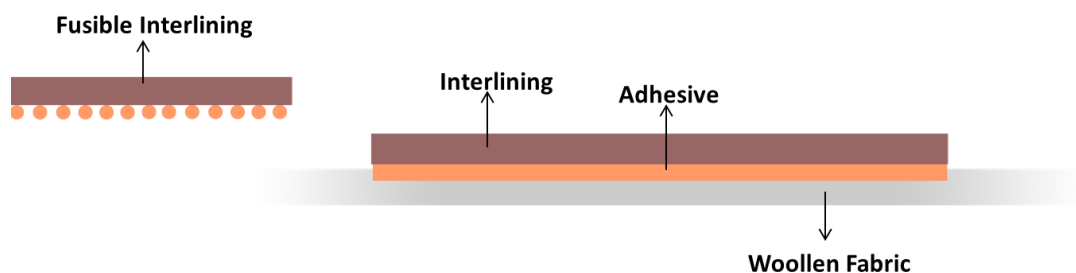 Fusible Interlining
Interlining
Adhesive
Woollen Fabric